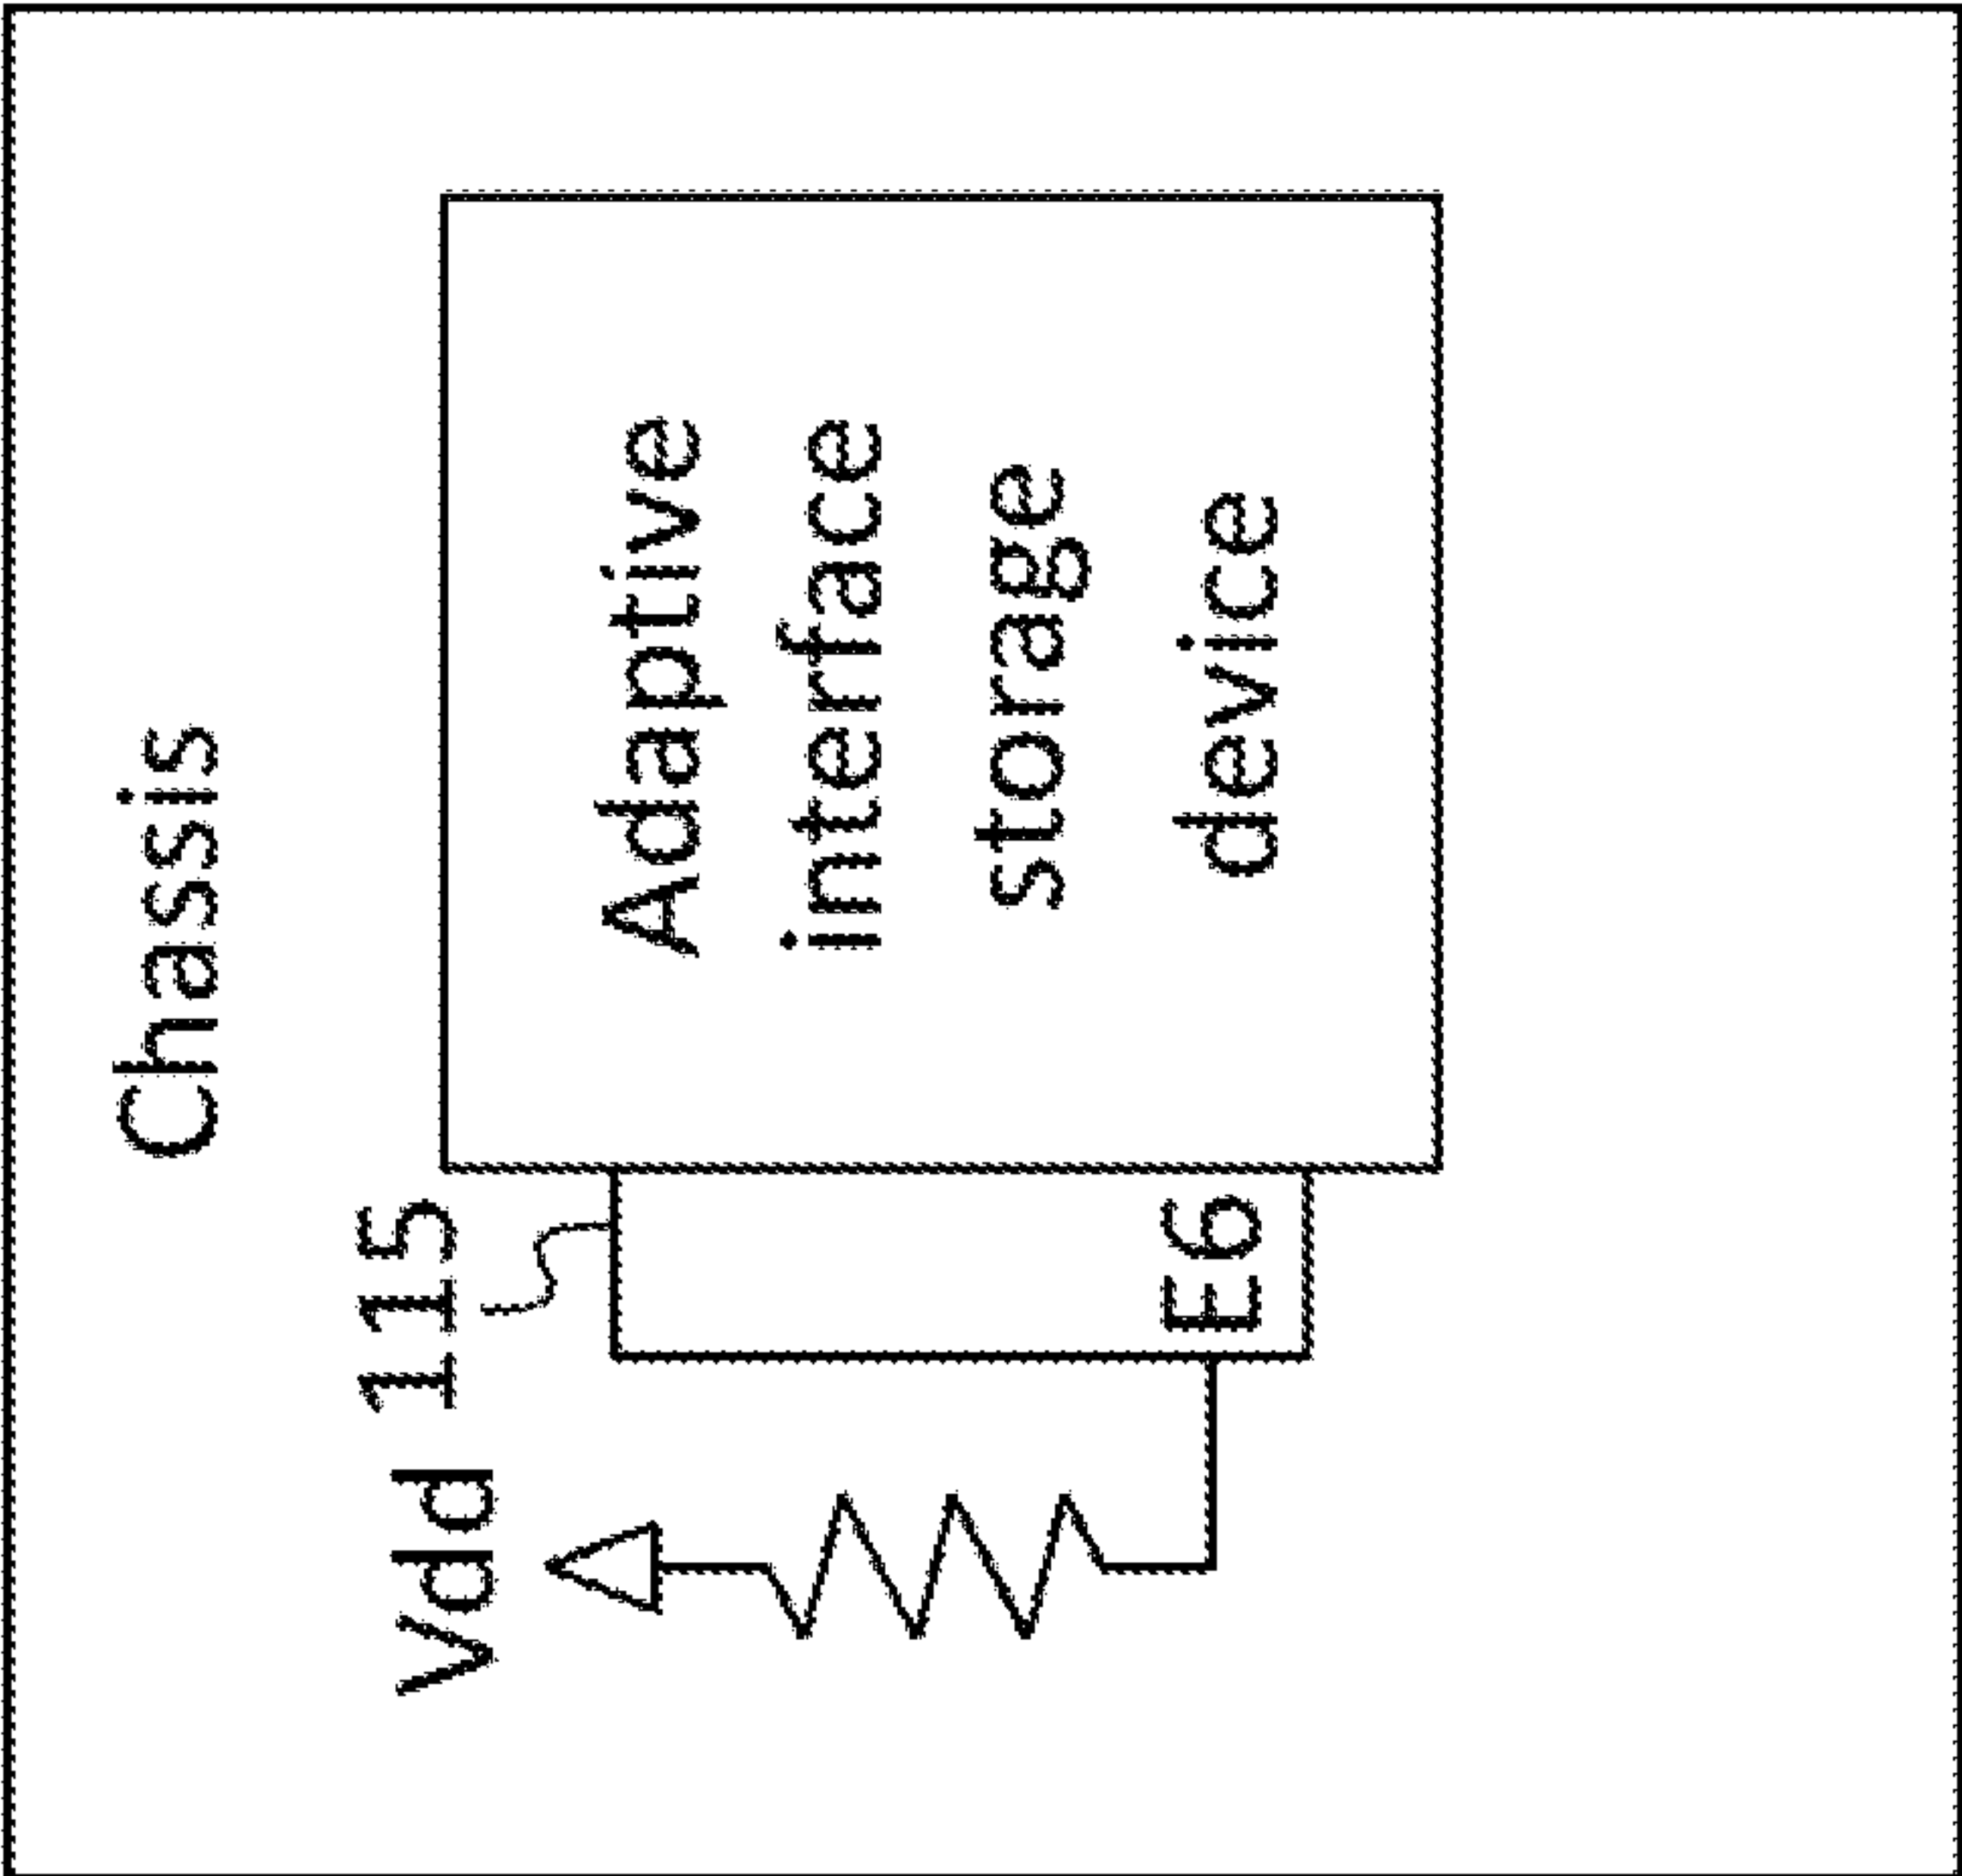 Chassis
Vdd
115
Adaptive
interface
storage
device
E6